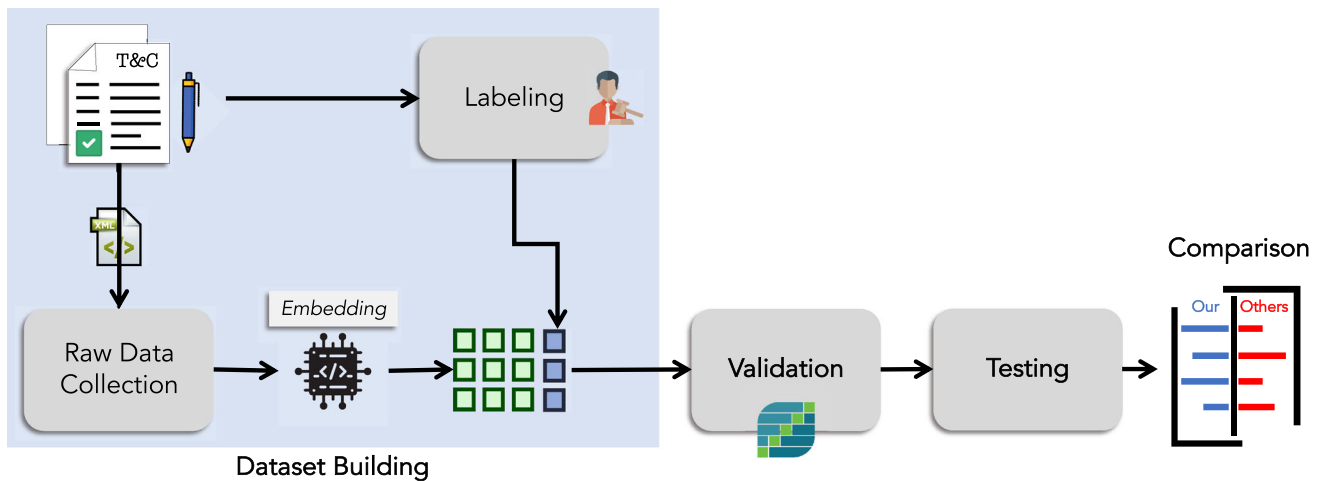 T&C
Labeling
XML
</>
Comparison
Our Others
Embedding
Raw Data
Collection
</>
Validation
Testing
Dataset Building